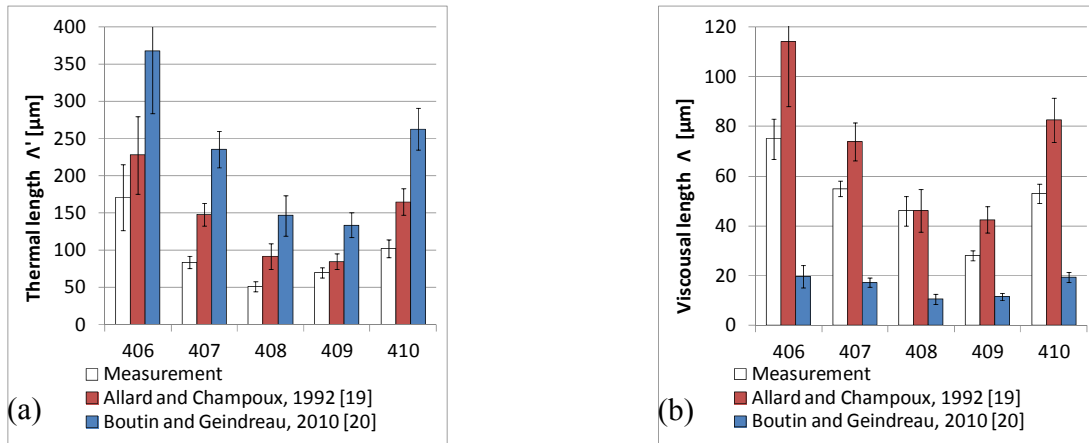 400
350
300
250
200
150
100
50
0
Thermal length Λ' [µm]
406 407 408 409 410
Measurement
Allard and Champoux, 1992 [19]
Boutin and Geindreau, 2010 [20]
(a)
120
100
80
60
40
20
0
Viscousal length Λ [µm]
406 407 408 409 410
Measurement
Allard and Champoux, 1992 [19]
Boutin and Geindreau, 2010 [20]
(b)